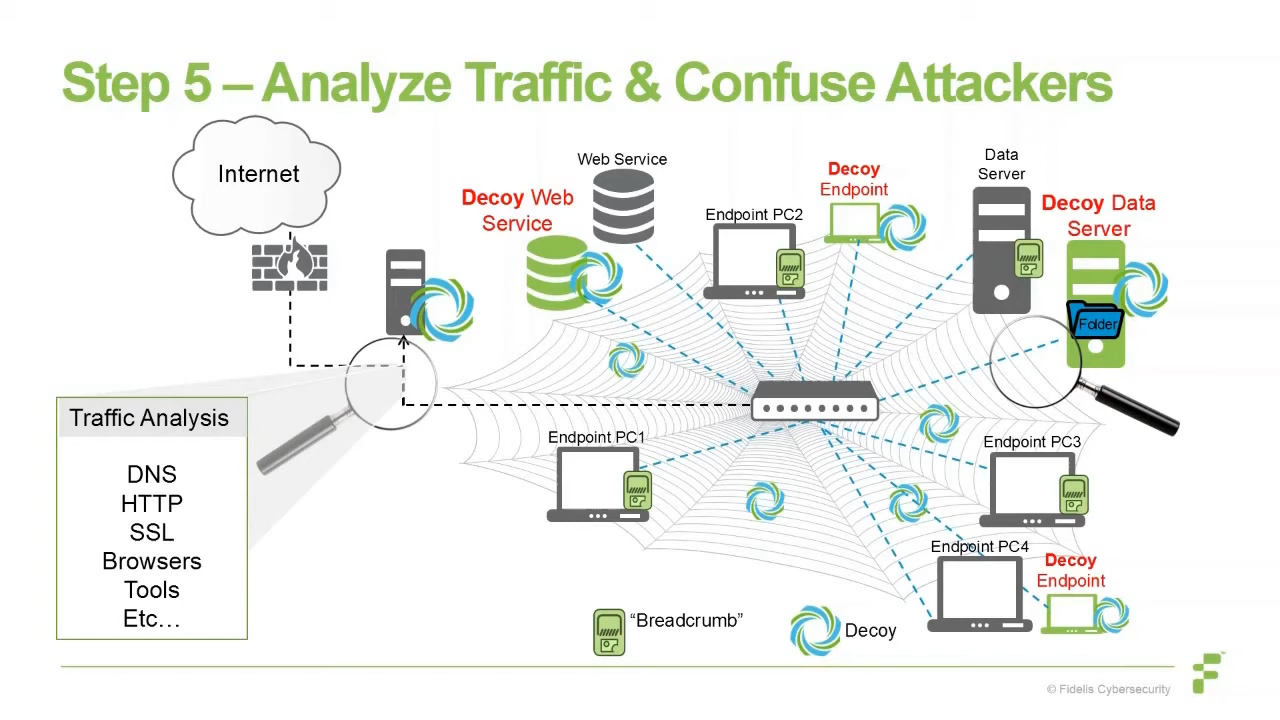 Step 5 – Analyze Traffic & Confuse Attackers
Internet
Web Service
Decoy Web
Service
Endpoint PC2
Decoy
Endpoint
Data
Server
Decoy Data
Server
Folder
Traffic Analysis
DNS
HTTP
SSL
Browsers
Tools
Etc…
Endpoint PC1
Endpoint PC3
Endpoint PC4
Decoy
Endpoint
“Breadcrumb”
Decoy
© Fidelis Cybersecurity
™